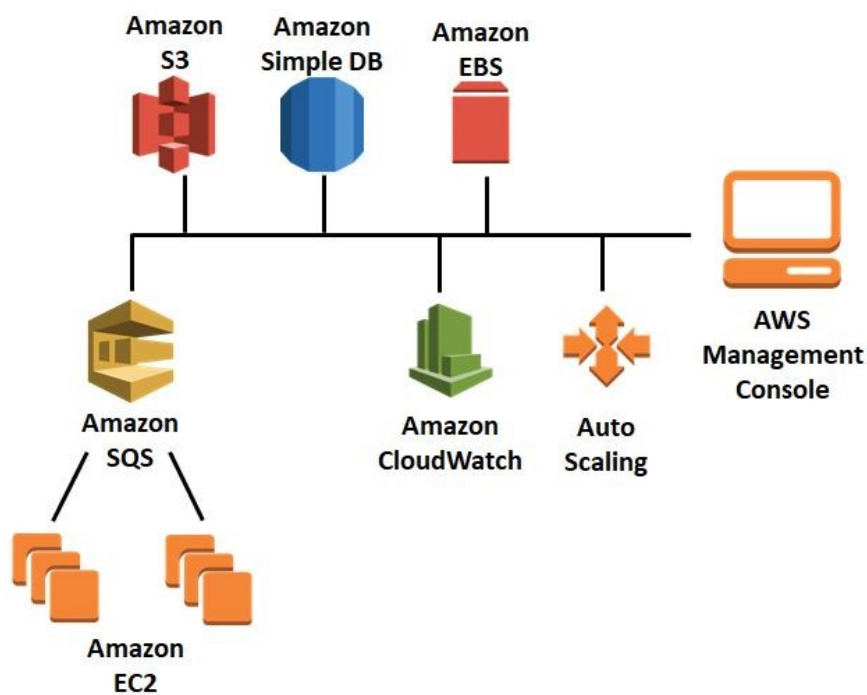 Amazon
S3
Amazon
Simple DB
Amazon
EBS
AWS
Management
Console
Amazon
SQS
Amazon
CloudWatch
Auto
Scaling
Amazon
EC2